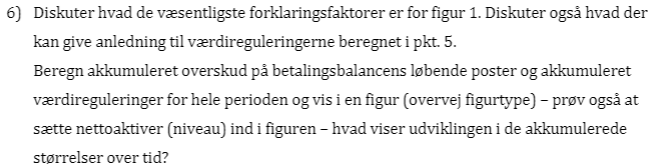 6) Diskuter hvad de væsentligste forklaringsfaktorer er for figur 1. Diskuter også hvad der
kan give anledning til værdireguleringerne beregnet i pkt. 5.
Beregn akkumuleret overskud på betalingsbalancens løbende poster og akkumuleret
værdireguleringer for hele perioden og vis i en figur (overvej figurtype) – prøv også at
sætte nettoaktiver (niveau) ind i figuren – hvad viser udviklingen i de akkumulerede
størrelser over tid?